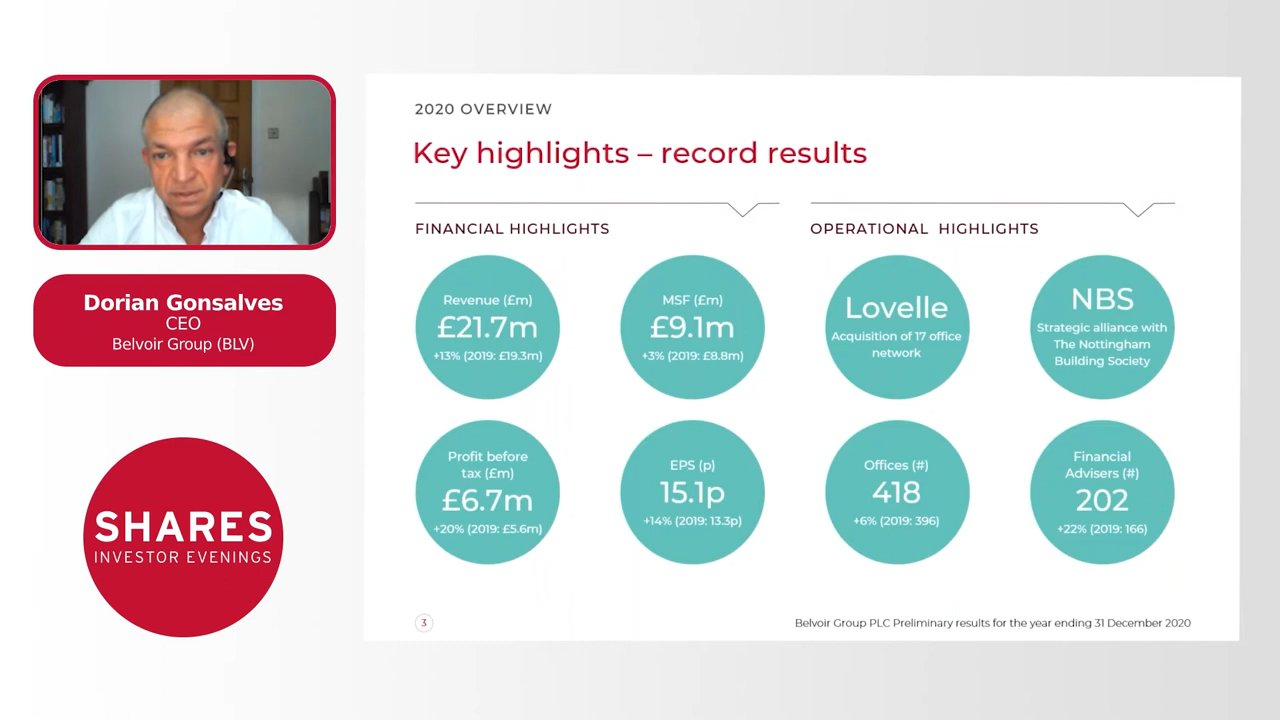 Dorian Gonsalves
CEO
Belvoir Group (BLV)
SHARES
INVESTOR EVENINGS
2020 OVERVIEW
Key highlights – record results
FINANCIAL HIGHLIGHTS
Revenue (£m)
£21.7m
+13% (2019: £19.3m)
MSF (£m)
£9.1m
+3% (2019: £8.8m)
Profit before
tax (£m)
£6.7m
+20% (2019: £5.6m)
EPS (p)
15.1p
+14% (2019: 13.3p)
OPERATIONAL HIGHLIGHTS
Lovelle
Acquisition of 17 office
network
NBS
Strategic alliance with
The Nottingham
Building Society
Offices (#)
418
+6% (2019: 396)
Financial
Advisers (#)
202
+22% (2019: 166)
3
Belvoir Group PLC Preliminary results for the year ending 31 December 2020